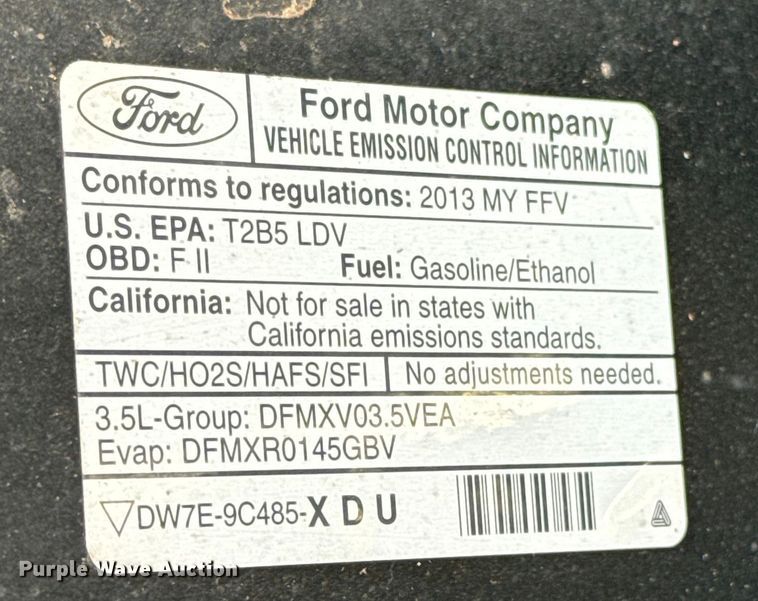 Ford
Ford Motor Company
VEHICLE EMISSION CONTROL INFORMATION
Conforms to regulations: 2013 MY FFV
U.S. EPA: T2B5 LDV
OBD: F II Fuel: Gasoline/Ethanol
California: Not for sale in states with
California emissions standards.
TWC/HO2S/HAFS/SFI No adjustments needed.
3.5L-Group: DFMXV03.5VEA
Evap: DFMXR0145GBV
DW7E-9C485-X D U
Purple Wave Auction